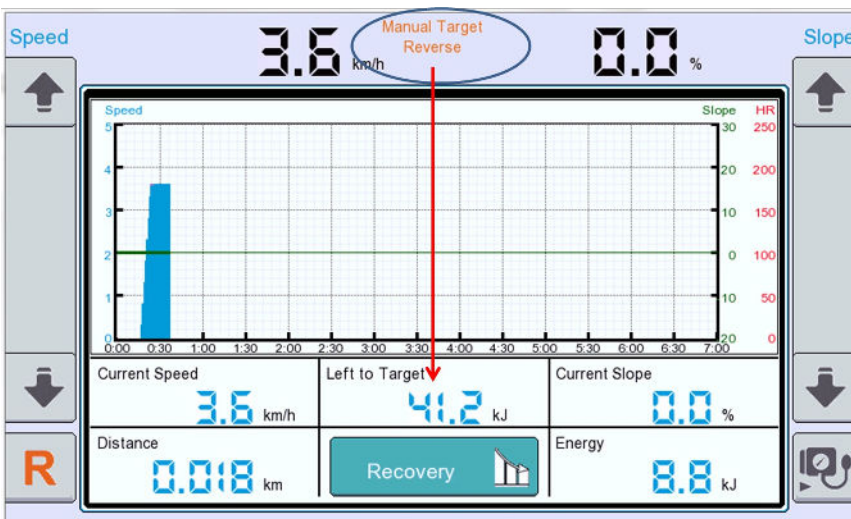 Speed
3.6 km/h
Manual Target
Reverse
0.0 %
Slope
Speed
Slope HR
5 30 250
4 20 200
3 10 150
2 0 100
1 10 50
0 20 0
0:00 0:30 1:00 1:30 2:00 2:30 3:00 3:30 4:00 4:30 5:00 5:30 6:00 6:30 7:00
Current Speed
3.6 km/h
Left to Target
41.2 kJ
Current Slope
0.0 %
R
Distance
0.018 km
Recovery
Energy
8.8 kJ